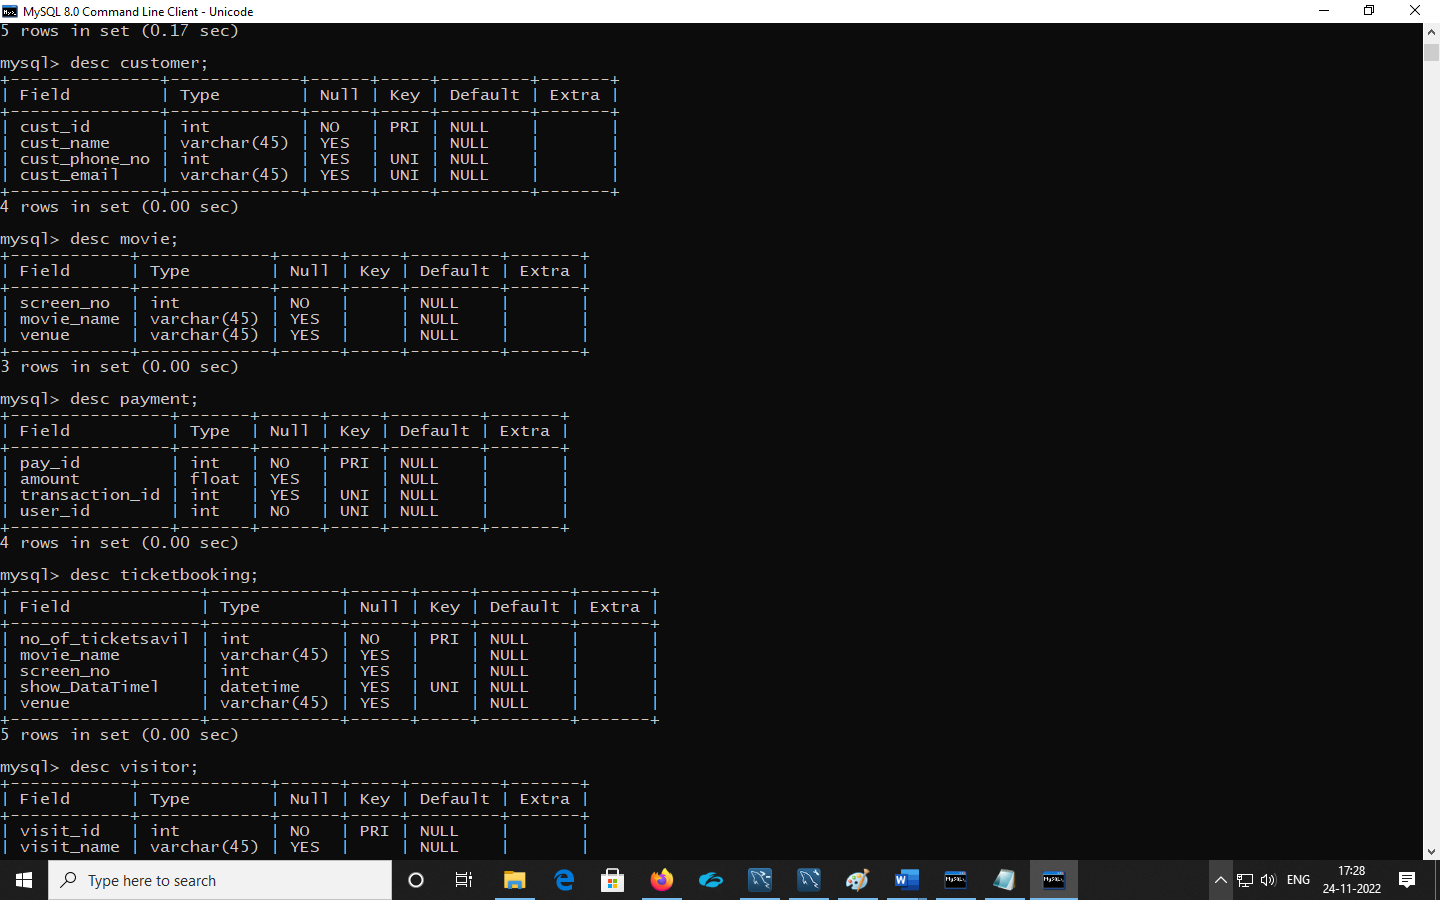 MySQL 8.0 Command Line Client - Unicode
5 rows in set (0.17 sec)
mysql> desc customer;
+---------------+-------------+------+-----+---------+-------+
| Field         | Type        | Null | Key | Default | Extra |
+---------------+-------------+------+-----+---------+-------+
| cust_id       | int         | NO   | PRI | NULL    |       |
| cust_name     | varchar(45) | YES  |     | NULL    |       |
| cust_phone_no | int         | YES  | UNI | NULL    |       |
| cust_email    | varchar(45) | YES  | UNI | NULL    |       |
+---------------+-------------+------+-----+---------+-------+
4 rows in set (0.00 sec)
mysql> desc movie;
+------------+-------------+------+-----+---------+-------+
| Field      | Type        | Null | Key | Default | Extra |
+------------+-------------+------+-----+---------+-------+
| screen_no  | int         | NO   |     | NULL    |       |
| movie_name | varchar(45) | YES  |     | NULL    |       |
| venue      | varchar(45) | YES  |     | NULL    |       |
+------------+-------------+------+-----+---------+-------+
3 rows in set (0.00 sec)
mysql> desc payment;
+----------------+-------+------+-----+---------+-------+
| Field          | Type  | Null | Key | Default | Extra |
+----------------+-------+------+-----+---------+-------+
| pay_id         | int   | NO   | PRI | NULL    |       |
| amount         | float | YES  |     | NULL    |       |
| transaction_id | int   | YES  | UNI | NULL    |       |
| user_id        | int   | NO   | UNI | NULL    |       |
+----------------+-------+------+-----+---------+-------+
4 rows in set (0.00 sec)
mysql> desc ticketbooking;
+-------------------+-------------+------+-----+---------+-------+
| Field             | Type        | Null | Key | Default | Extra |
+-------------------+-------------+------+-----+---------+-------+
| no_of_ticketsavil | int         | NO   | PRI | NULL    |       |
| movie_name        | varchar(45) | YES  |     | NULL    |       |
| screen_no         | int         | YES  |     | NULL    |       |
| show_DataTimel    | datetime    | YES  | UNI | NULL    |       |
| venue             | varchar(45) | YES  |     | NULL    |       |
+-------------------+-------------+------+-----+---------+-------+
5 rows in set (0.00 sec)
mysql> desc visitor;
+------------+-------------+------+-----+---------+-------+
| Field      | Type        | Null | Key | Default | Extra |
+------------+-------------+------+-----+---------+-------+
| visit_id   | int         | NO   | PRI | NULL    |       |
| visit_name | varchar(45) | YES  |     | NULL    |       |
Type here to search
ENG
17:28
24-11-2022